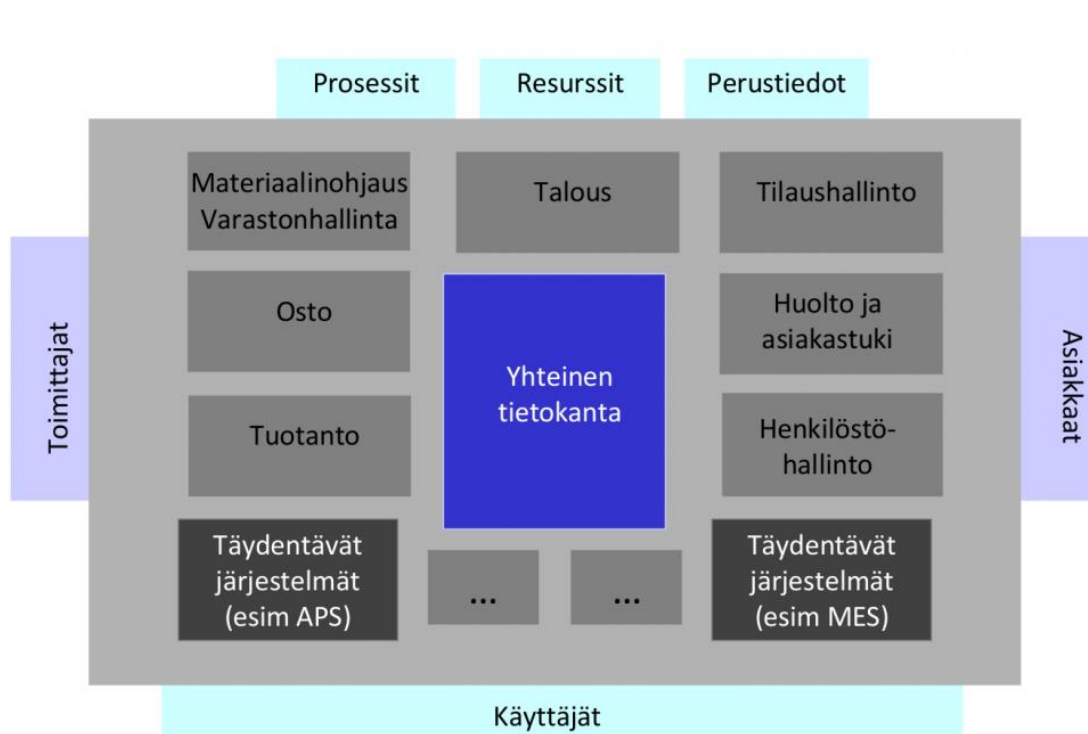 Prosessit
Resurssit
Perustiedot
Materiaalinohjaus
Varastonhallinta
Talous
Tilaushallinto
Toimittajat
Osto
Yhteinen
tietokanta
Huolto ja
asiakastuki
Asiakkaat
Tuotanto
Henkilöstö-
hallinto
Täydentävät
järjestelmät
(esim APS)
...
...
Täydentävät
järjestelmät
(esim MES)
Käyttäjät